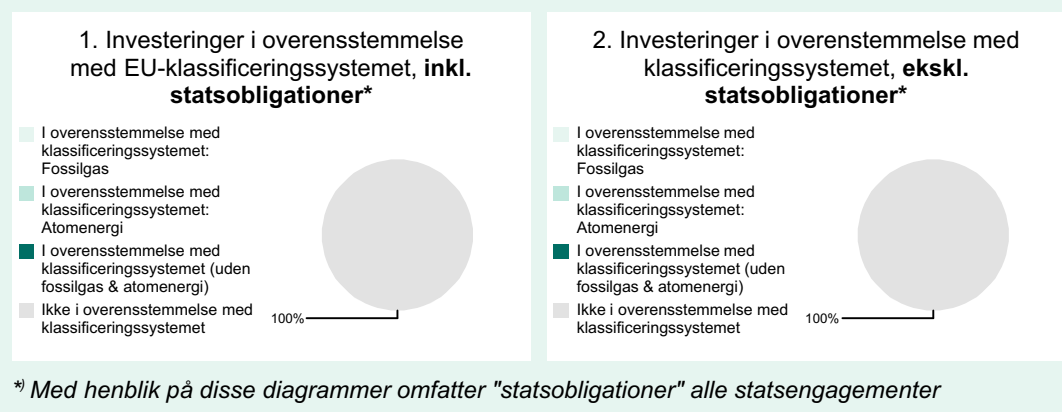 1. Investeringer i overensstemmelse
med EU-klassificeringssystemet, inkl.
statsobligationer*
I overensstemmelse med
klassificeringssystemet:
Fossilgas
I overensstemmelse med
klassificeringssystemet:
Atomenergi
I overensstemmelse med
klassificeringssystemet (uden
fossilgas & atomenergi)
Ikke i overensstemmelse med
klassificeringssystemet
100%
2. Investeringer i overenstemmelse med
klassificeringssystemet, ekskl.
statsobligationer*
I overensstemmelse med
klassificeringssystemet:
Fossilgas
I overensstemmelse med
klassificeringssystemet:
Atomenergi
I overensstemmelse med
klassificeringssystemet (uden
fossilgas & atomenergi)
Ikke i overensstemmelse med
klassificeringssystemet
100%
*) Med henblik på disse diagrammer omfatter "statsobligationer" alle statsengagementer